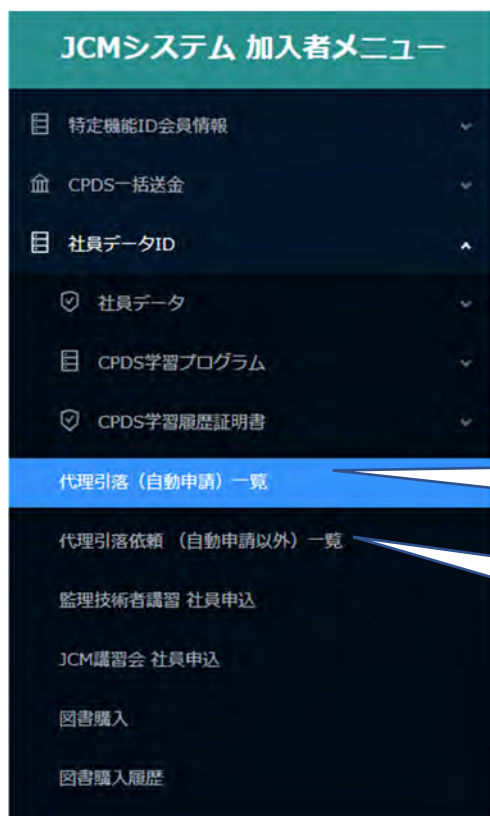 JCMシステム 加入者メニュー
特定機能ID会員情報
CPDS一括送金
社員データID
社員データ
CPDS学習プログラム
CPDS学習履歴証明書
代理引落（自動申請）一覧
代理引落依頼 （自動申請以外）一覧
監理技術者講習 社員申込
JCM講習会 社員申込
図書購入
図書購入履歴